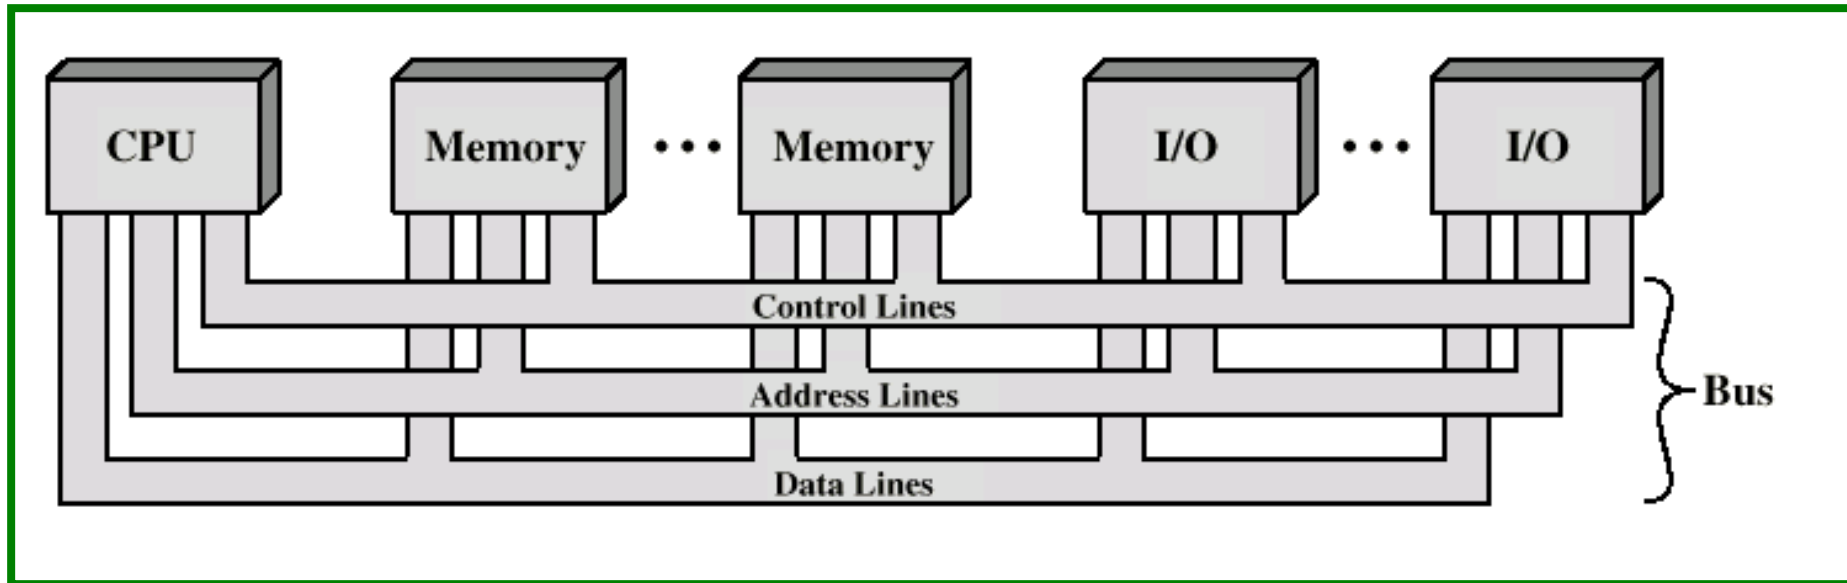 CPU
Memory
• • •
Memory
I/O
• • •
I/O
Control Lines
Address Lines
Data Lines
Bus